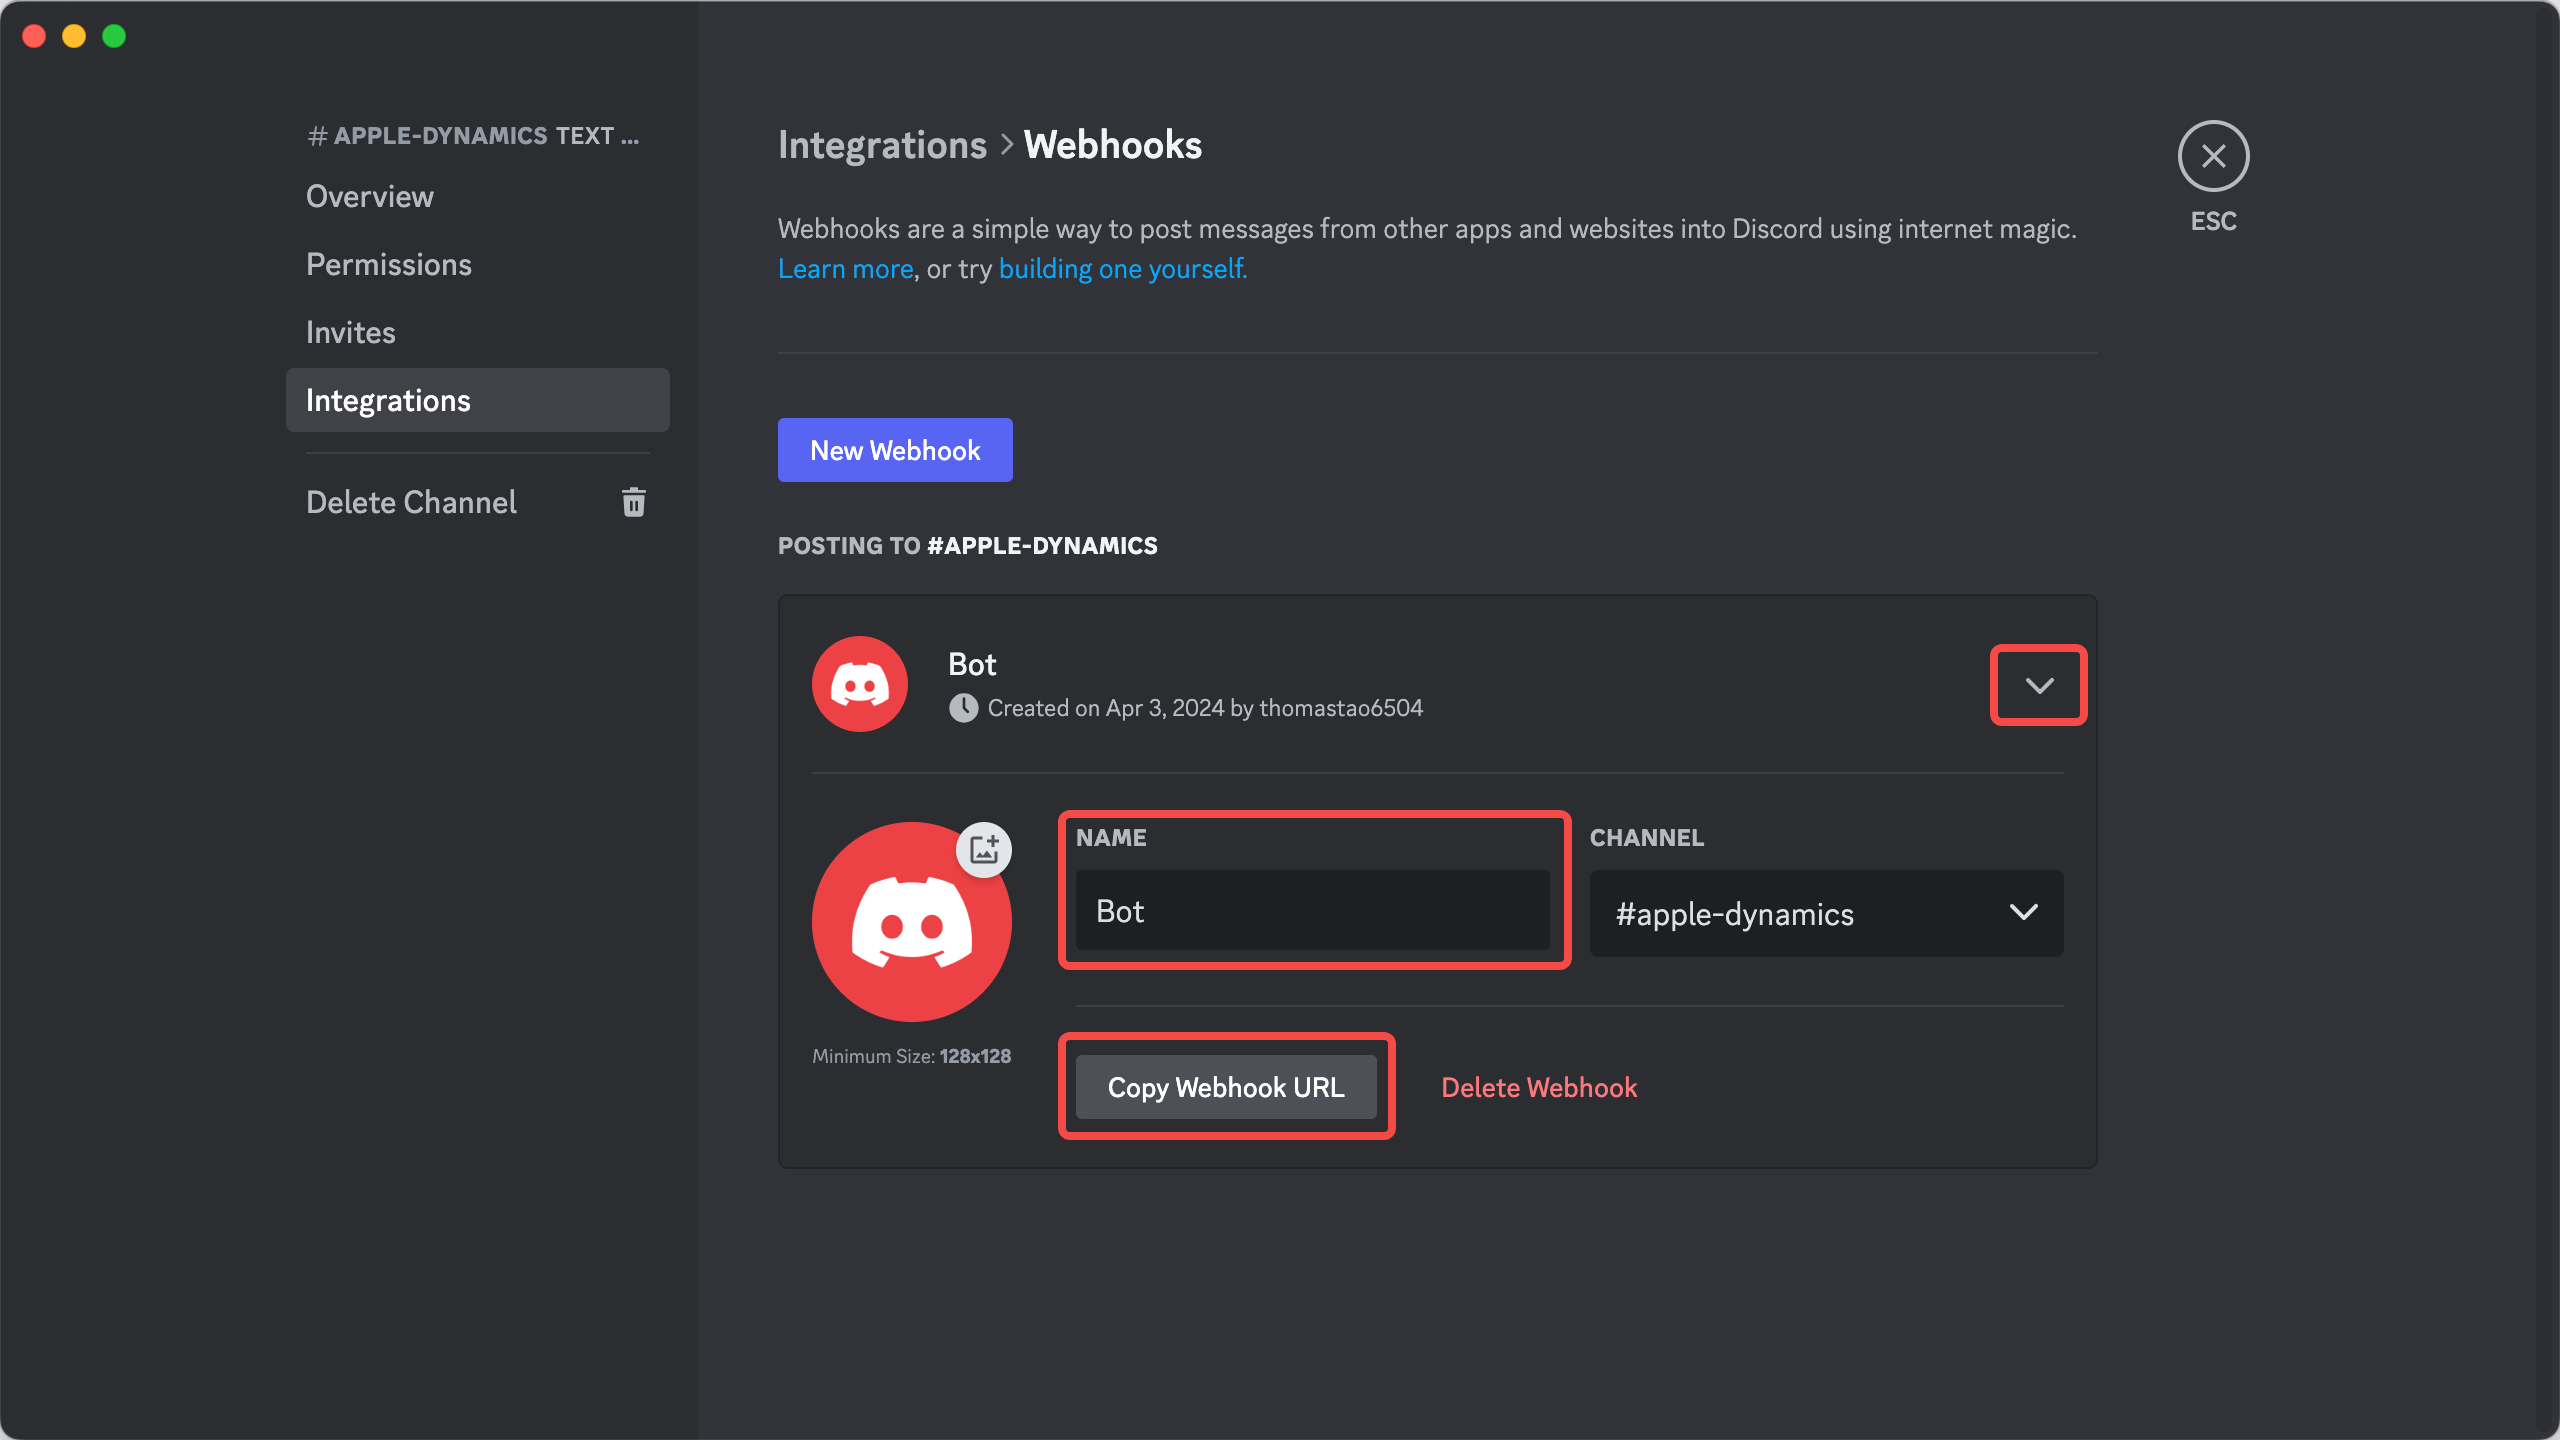 # APPLE-DYNAMICS TEXT ...
Overview
Permissions
Invites
Integrations
Delete Channel
Integrations > Webhooks
ESC
Webhooks are a simple way to post messages from other apps and websites into Discord using internet magic.
Learn more, or try building one yourself.
New Webhook
POSTING TO #APPLE-DYNAMICS
Bot
Created on Apr 3, 2024 by thomastao6504
NAME
Bot
CHANNEL
#apple-dynamics
Minimum Size: 128x128
Copy Webhook URL
Delete Webhook